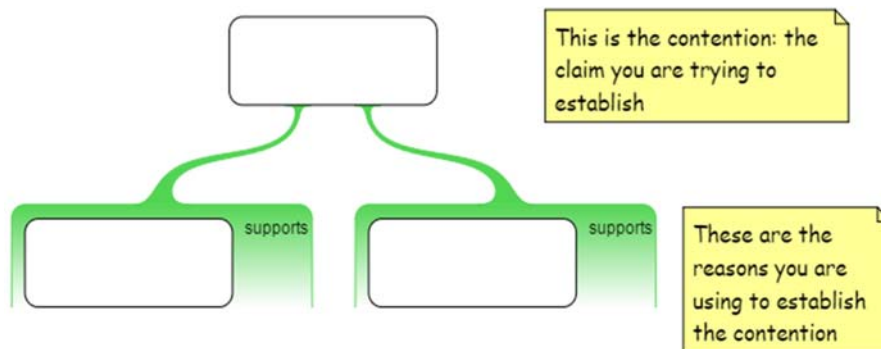 This is the contention: the
claim you are trying to
establish
supports
supports
These are the
reasons you are
using to establish
the contention